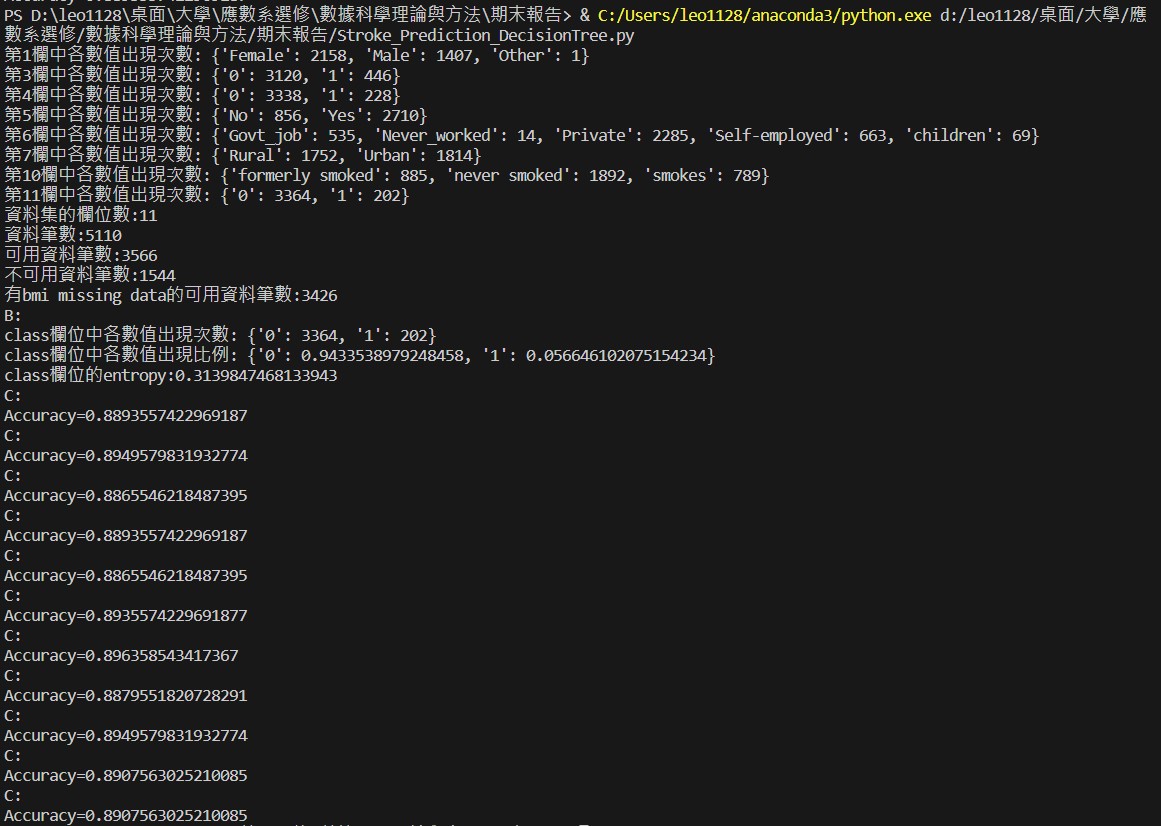 PS D:\leo1128\桌面\大學\應數系選修\數據科學理論與方法\期末報告> & C:/Users/leo1128/anaconda3/python.exe d:/leo1128/桌面/大學/應
數系選修/數據科學理論與方法/期末報告/Stroke_Prediction_DecisionTree.py
第1欄中各數值出現次數: {'Female': 2158, 'Male': 1407, 'Other': 1}
第3欄中各數值出現次數: {'0': 3120, '1': 446}
第4欄中各數值出現次數: {'0': 3338, '1': 228}
第5欄中各數值出現次數: {'No': 856, 'Yes': 2710}
第6欄中各數值出現次數: {'Govt_job': 535, 'Never_worked': 14, 'Private': 2285, 'Self-employed': 663, 'children': 69}
第7欄中各數值出現次數: {'Rural': 1752, 'Urban': 1814}
第10欄中各數值出現次數: {'formerly smoked': 885, 'never smoked': 1892, 'smokes': 789}
第11欄中各數值出現次數: {'0': 3364, '1': 202}
資料集的欄位數:11
資料筆數:5110
可用資料筆數:3566
不可用資料筆數:1544
有bmi missing data的可用資料筆數:3426
B:
class欄位中各數值出現次數: {'0': 3364, '1': 202}
class欄位中各數值出現比例: {'0': 0.9433538979248458, '1': 0.056646102075154234}
class欄位的entropy:0.3139847468133943
C:
Accuracy=0.8893557422969187
C:
Accuracy=0.8949579831932774
C:
Accuracy=0.8865546218487395
C:
Accuracy=0.8893557422969187
C:
Accuracy=0.8865546218487395
C:
Accuracy=0.8935574229691877
C:
Accuracy=0.896358543417367
C:
Accuracy=0.8879551820728291
C:
Accuracy=0.8949579831932774
C:
Accuracy=0.8907563025210085
C:
Accuracy=0.8907563025210085